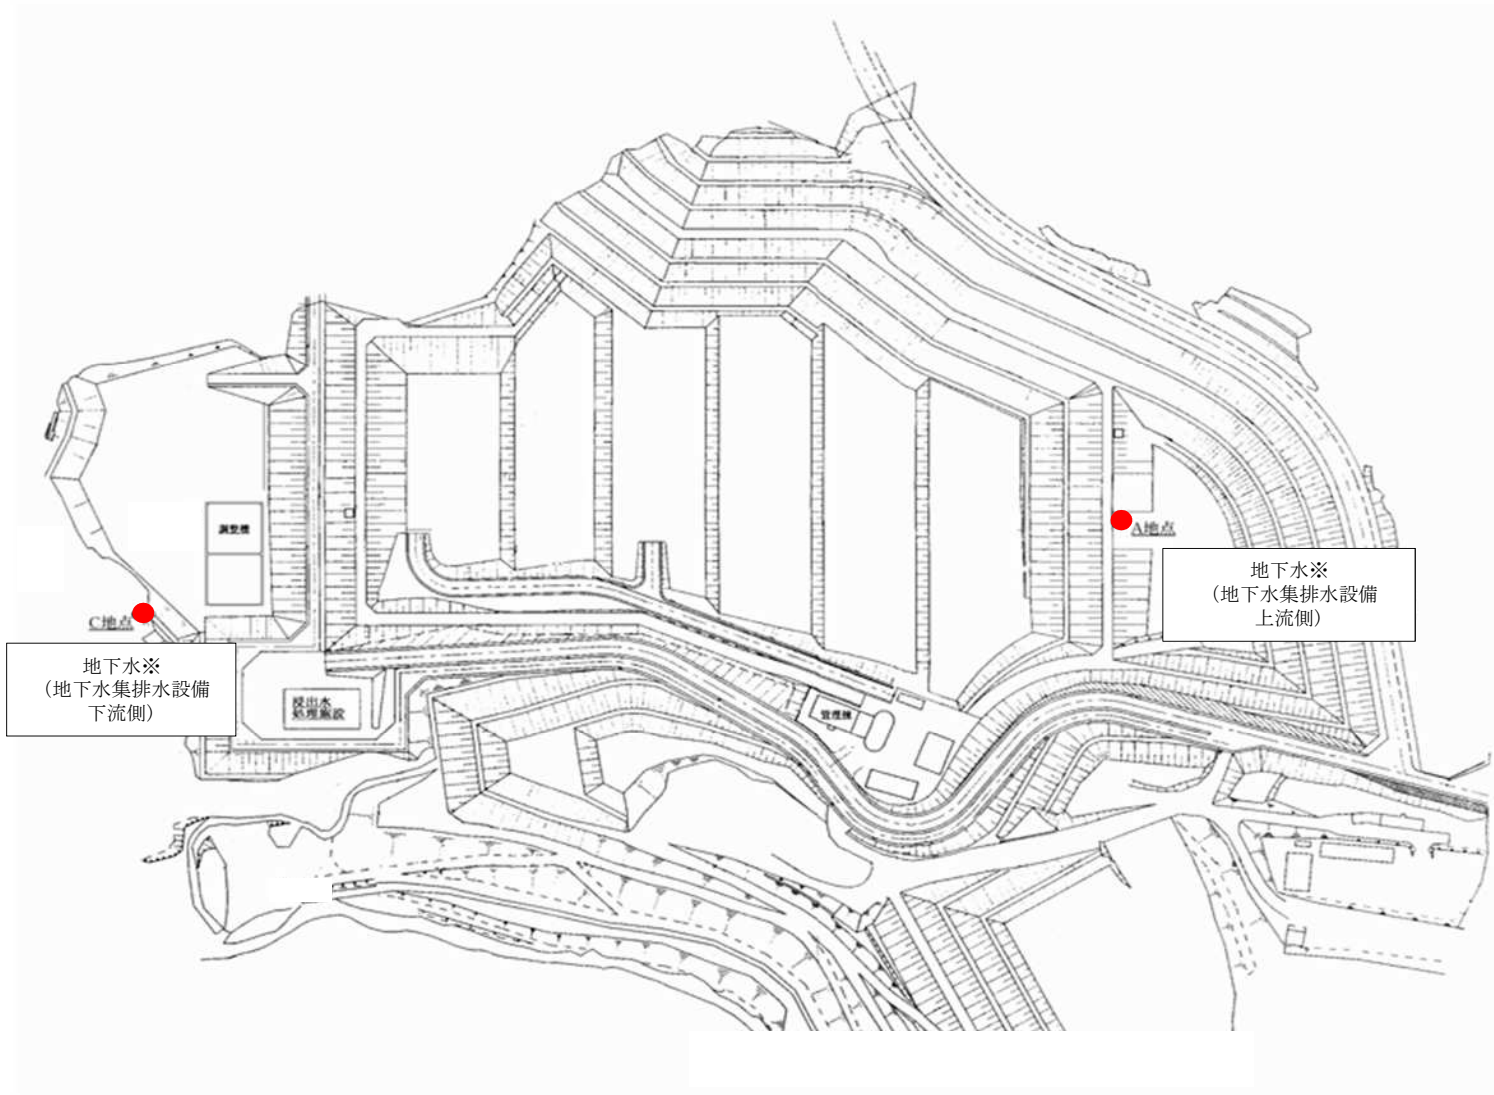 調整槽
A地点
地下水※
(地下水集排水設備
上流側)
C地点
地下水※
(地下水集排水設備
下流側)
浸出水
処理施設
管理棟